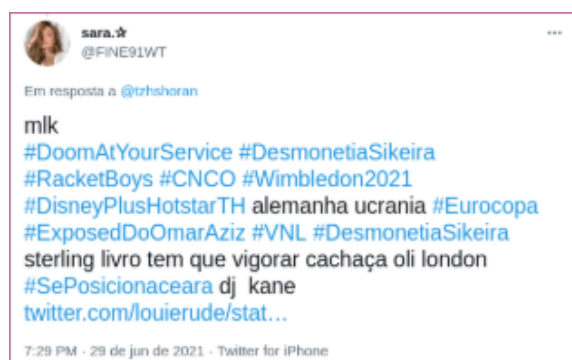 sara.☆
@FINE91WT
Em resposta a @tzhshoran
mlk
#DoomAtYourService #DesmonetiaSikeira
#RacketBoys #CNCO #Wimbledon2021
#DisneyPlusHotstarTH alemanha ucrania #Eurocopa
#ExposedDoOmarAziz #VNL #DesmonetiaSikeira
sterling livro tem que vigorar cachaça oli london
#SePosicionaceara dj kane
twitter.com/louierude/stat…
7:29 PM · 29 de jun de 2021 · Twitter for iPhone